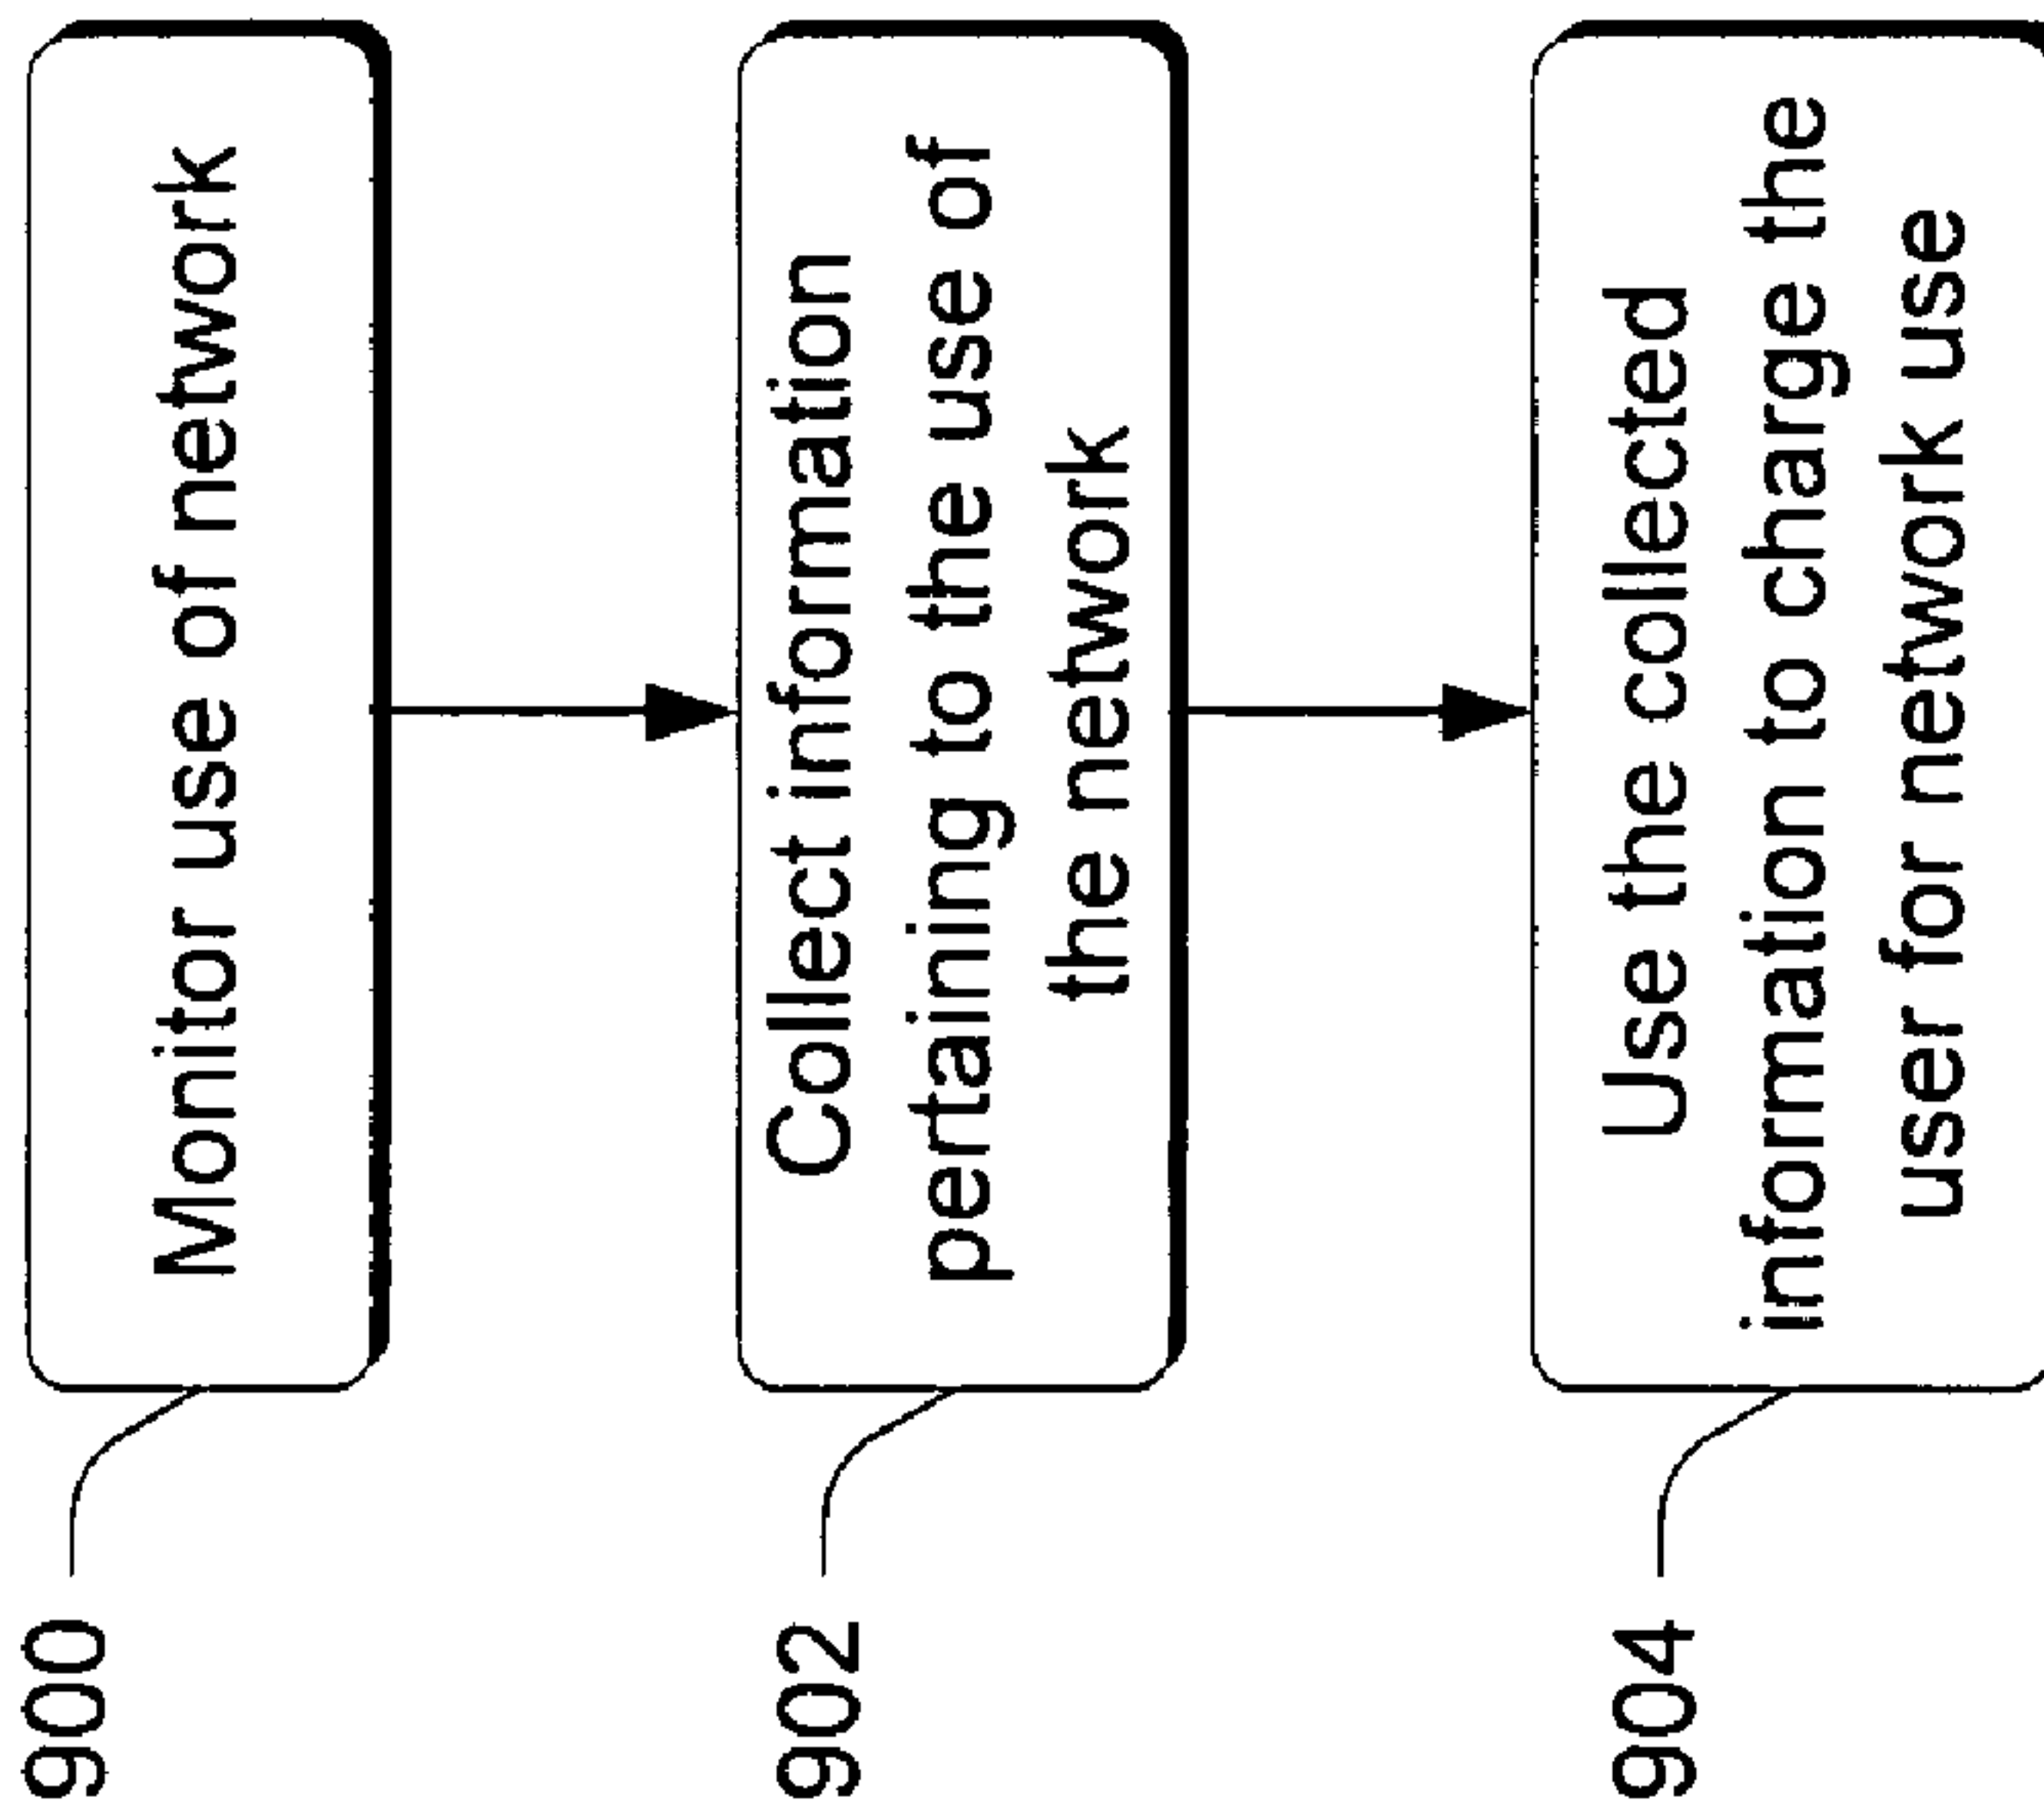 900
Monitor use of network
902
Collect information
pertaining to the use of
the network
904
Use the collected
information to charge the
user for network use